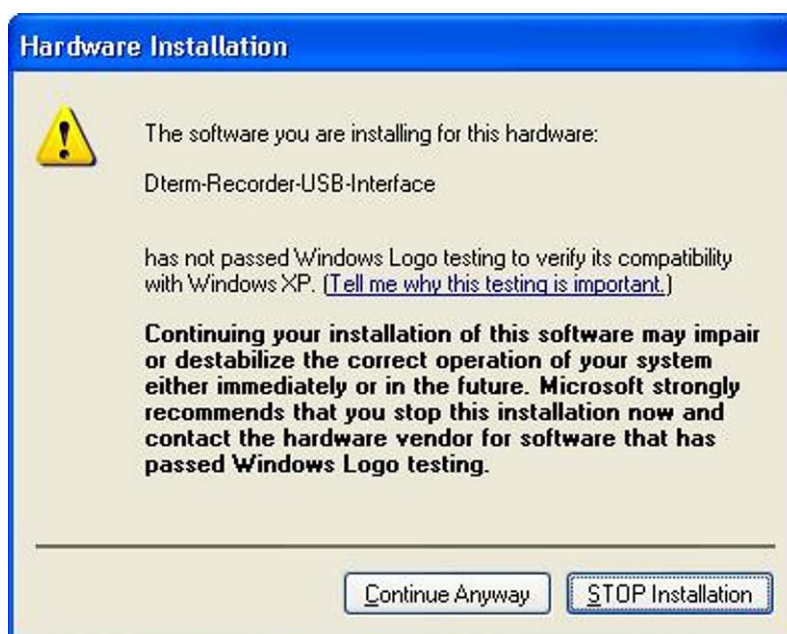 Hardware Installation
The software you are installing for this hardware:
Dterm-Recorder-USB-Interface
has not passed Windows Logo testing to verify its compatibility
with Windows XP. (Tell me why this testing is important.)
Continuing your installation of this software may impair
or destabilize the correct operation of your system
either immediately or in the future. Microsoft strongly
recommends that you stop this installation now and
contact the hardware vendor for software that has
passed Windows Logo testing.
Continue Anyway
STOP Installation